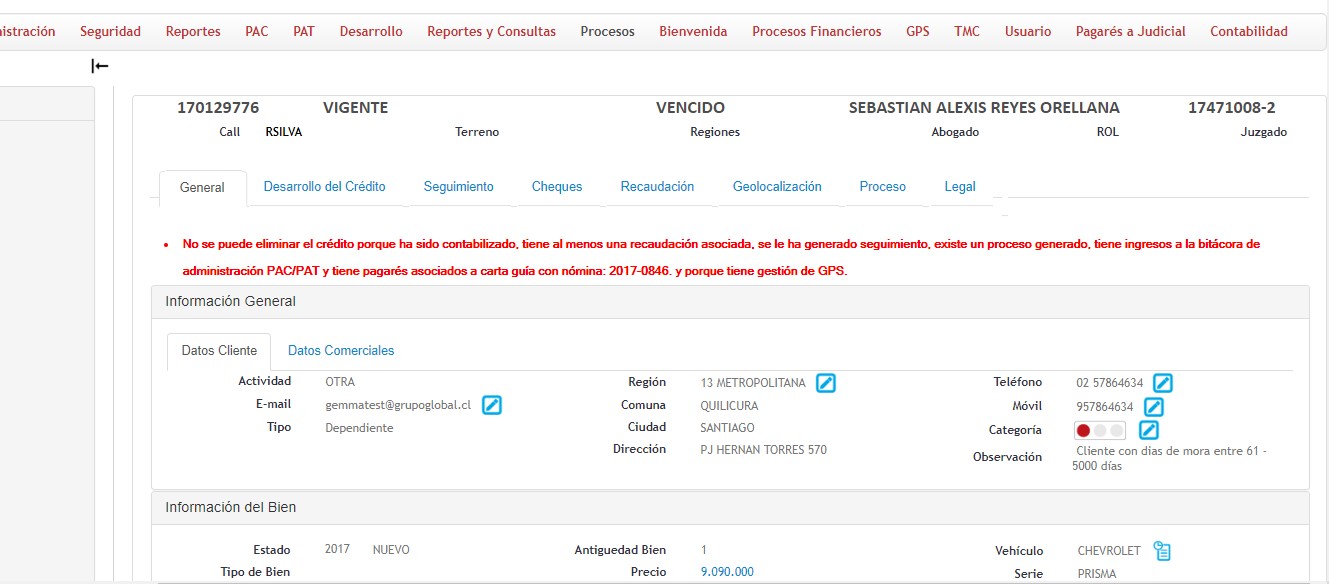 istración Seguridad Reportes PAC PAT Desarrollo Reportes y Consultas Procesos Bienvenida Procesos Financieros GPS TMC Usuario Pagarés a Judicial Contabilidad
170129776 VIGENTE VENCIDO SEBASTIAN ALEXIS REYES ORELLANA 17471008-2
Call RSILVA Terreno Regiones Abogado ROL Juzgado
General Desarrollo del Crédito Seguimiento Cheques Recaudación Geolocalización Proceso Legal
• No se puede eliminar el crédito porque ha sido contabilizado, tiene al menos una recaudación asociada, se le ha generado seguimiento, existe un proceso generado, tiene ingresos a la bitácora de
administración PAC/PAT y tiene pagarés asociados a carta guía con nómina: 2017-0846. y porque tiene gestión de GPS.
Información General
Datos Cliente Datos Comerciales
Actividad OTRA Región 13 METROPOLITANA Teléfono 02 57864634
E-mail gemmatest@grupoglobal.cl Comuna QUILICURA Móvil 957864634
Tipo Dependiente Ciudad SANTIAGO Categoría
Dirección PJ HERNAN TORRES 570 Observación Cliente con dias de mora entre 61 -
5000 días
Información del Bien
Estado 2017 NUEVO Antiguedad Bien 1 Vehículo CHEVROLET
Tipo de Bien Precio 9.090.000 Serie PRISMA